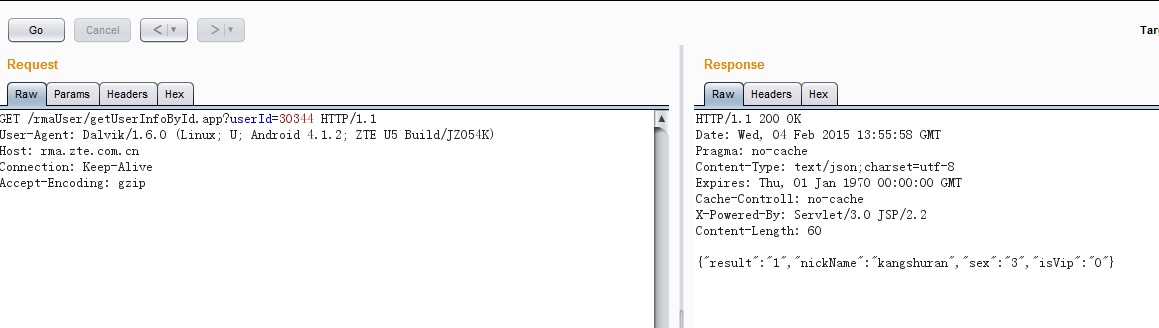 Go Cancel < > Tar
Request
Raw Params Headers Hex
GET /rmaUser/getUserInfoById.app?userId=30344 HTTP/1.1
User-Agent: Dalvik/1.6.0 (Linux; U; Android 4.1.2; ZTE U5 Build/JZO54K)
Host: rma.zte.com.cn
Connection: Keep-Alive
Accept-Encoding: gzip
Response
Raw Headers Hex
HTTP/1.1 200 OK
Date: Wed, 04 Feb 2015 13:55:58 GMT
Pragma: no-cache
Content-Type: text/json;charset=utf-8
Expires: Thu, 01 Jan 1970 00:00:00 GMT
Cache-Controll: no-cache
X-Powered-By: Servlet/3.0 JSP/2.2
Content-Length: 60
{"result":"1","nickName":"kangshuran","sex":"3","isVip":"0"}